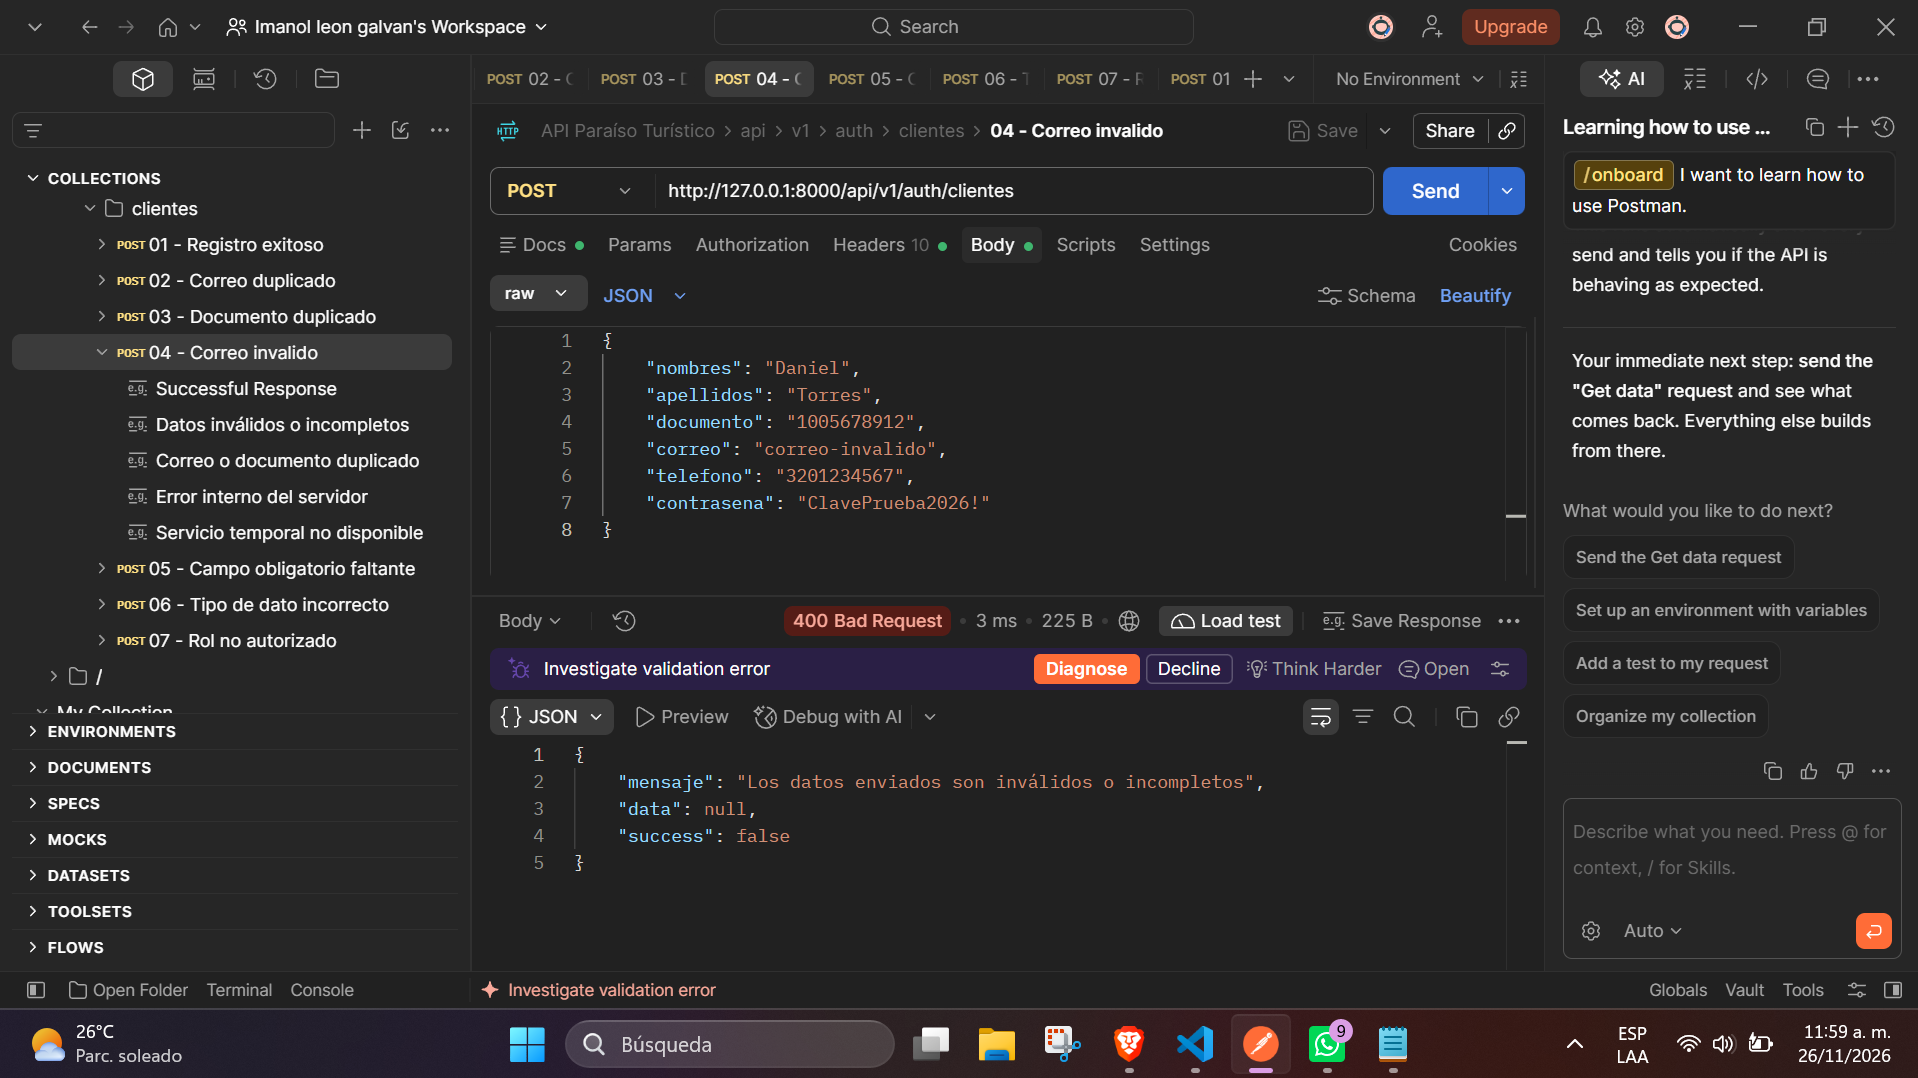 Imanol leon galvan's Workspace
Search
Upgrade
POST 02 -
POST 03 -
POST 04 -
POST 05 -
POST 06 -
POST 07 -
POST 01
No Environment
AI
API Paraíso Turístico > api > v1 > auth > clientes > 04 - Correo invalido
Save
Share
POST
http://127.0.0.1:8000/api/v1/auth/clientes
Send
Docs
Params
Authorization
Headers 10
Body
Scripts
Settings
Cookies
raw
JSON
Schema
Beautify
1 {
2 "nombres": "Daniel",
3 "apellidos": "Torres",
4 "documento": "1005678912",
5 "correo": "correo-invalido",
6 "telefono": "3201234567",
7 "contrasena": "ClavePrueba2026!"
8 }
COLLECTIONS
clientes
POST 01 - Registro exitoso
POST 02 - Correo duplicado
POST 03 - Documento duplicado
POST 04 - Correo invalido
e.g. Successful Response
e.g. Datos inválidos o incompletos
e.g. Correo o documento duplicado
e.g. Error interno del servidor
e.g. Servicio temporal no disponible
POST 05 - Campo obligatorio faltante
POST 06 - Tipo de dato incorrecto
POST 07 - Rol no autorizado
/
My Collection
ENVIRONMENTS
DOCUMENTS
SPECS
MOCKS
DATASETS
TOOLSETS
FLOWS
Body
400 Bad Request
3 ms
225 B
Load test
e.g. Save Response
Investigate validation error
Diagnose
Decline
Think Harder
Open
{} JSON
Preview
Debug with AI
1 {
2 "mensaje": "Los datos enviados son inválidos o incompletos",
3 "data": null,
4 "success": false
5 }
Learning how to use ...
/onboard I want to learn how to
use Postman.
send and tells you if the API is
behaving as expected.
Your immediate next step: send the
"Get data" request and see what
comes back. Everything else builds
from there.
What would you like to do next?
Send the Get data request
Set up an environment with variables
Add a test to my request
Organize my collection
Describe what you need. Press @ for
context, / for Skills.
Auto
Open Folder
Terminal
Console
Investigate validation error
Globals
Vault
Tools
26°C
Parc. soleado
Búsqueda
9
ESP
LAA
11:59 a. m.
26/11/2026